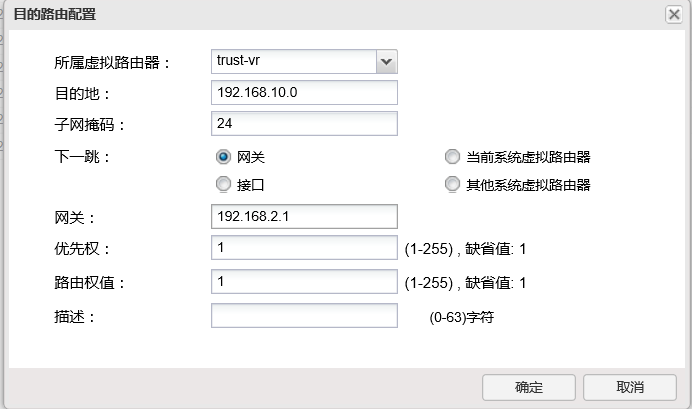 目的路由配置
所属虚拟路由器： trust-vr
目的地： 192.168.10.0
子网掩码： 24
下一跳： 网关 当前系统虚拟路由器
接口 其他系统虚拟路由器
网关： 192.168.2.1
优先权： 1 (1-255) , 缺省值: 1
路由权值： 1 (1-255) , 缺省值: 1
描述： (0-63)字符
确定 取消